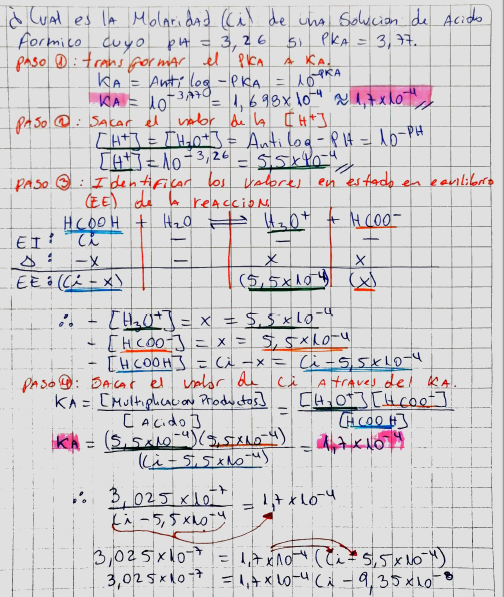 ¿Cual es la Molaridad (Ci) de una Solucion de Acido
formico cuyo pH = 3,26 si PKA = 3,77.
PASO ①: transformar el PKA a KA.
KA = Antilog - PKA = 10^-PKA
KA = 10^-3,77 = 1,698x10^-4 ≈ 1,7x10^-4
PASO ②: Sacar el valor de la [H+]
[H+] = [H3O+] = Antilog - PH = 10^-PH
[H+] = 10^-3,26 = 5,5x10^-4
PASO ③: Identificar los valores en estado en equilibrio
(EE) de la reaccion
HCOOH + H2O ⇌ H3O+ + HCOO-
EI: Ci — — —
Δ: -x — x x
EE: (Ci - x) (5,5x10^-4) (x)
∴ - [H3O+] = x = 5,5x10^-4
- [HCOO-] = x = 5,5x10^-4
- [HCOOH] = Ci - x = Ci - 5,5x10^-4
PASO ④: Sacar el valor de Ci atraves del KA.
KA = [Multiplicacion Productos] / [Acido] = [H3O+][HCOO-] / [HCOOH]
KA = (5,5x10^-4)(5,5x10^-4) / (Ci - 5,5x10^-4) = 1,7x10^-4
∴ 3,025x10^-7 / (Ci - 5,5x10^-4) = 1,7x10^-4
3,025x10^-7 = 1,7x10^-4 (Ci - 5,5x10^-4)
3,025x10^-7 = 1,7x10^-4 Ci - 9,35x10^-8